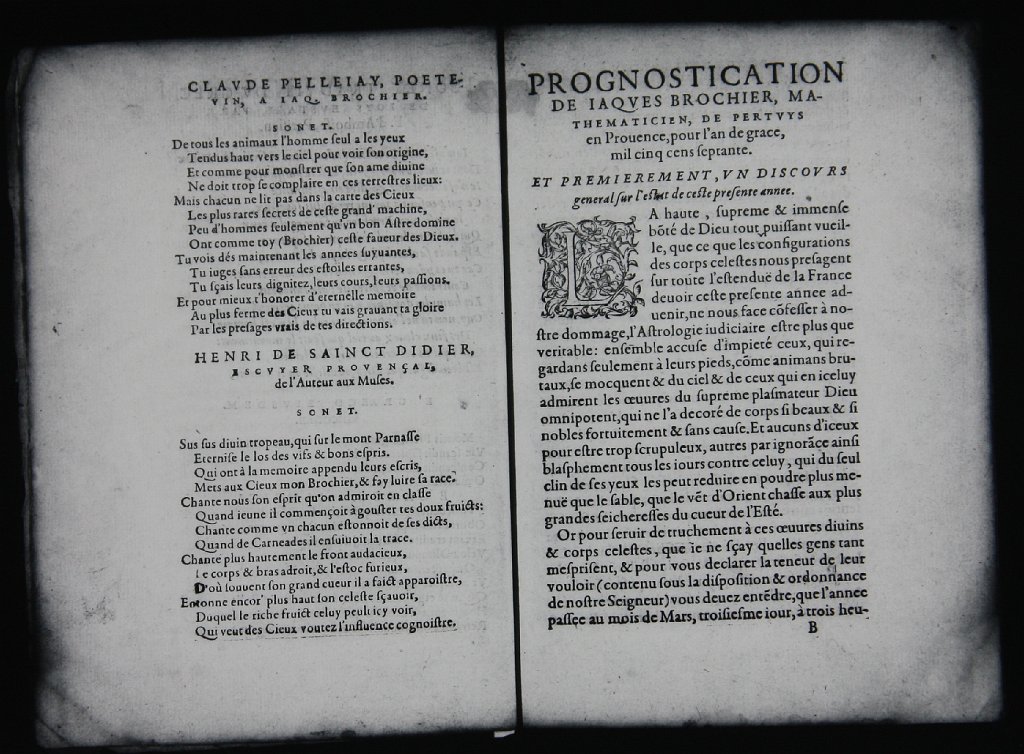 CLAVDE PELLEIAY, POETE-
VIN, A IAQ. BROCHIER.
SONET.
De tous les animaux l'homme ſeul a les yeux
Tendus haut vers le ciel pour voir ſon origine,
Et comme pour monſtrer que ſon ame diuine
Ne doit trop ſe complaire en ces terreſtres lieux:
Mais chacun ne lit pas dans la carte des Cieux
Les plus rares ſecrets de ceſte grand' machine,
Peu d'hommes ſeulement qu'vn bon Aſtre domine
Ont comme toy (Brochier) ceſte faueur des Dieux.
Tu vois dés maintenant les annees ſuyuantes,
Tu iuges ſans erreur des eſtoiles errantes,
Tu ſçais leurs dignitez, leurs cours, leurs paſſions.
Et pour mieux t'honorer d'eternelle memoire
Au plus ferme des Cieux tu vais grauant ta gloire
Par les preſages vrais de tes directions.
HENRI DE SAINCT DIDIER,
ESCVYER PROVENÇAL,
de l'Auteur aux Muſes.
SONET.
Sus ſus diuin tropeau, qui ſur le mont Parnaſſe
Eterniſe le los des vifs & bons eſpris.
Qui ont à la memoire appendu leurs eſcris,
Mets aux Cieux mon Brochier, & fay luire ſa race.
Chante nous ſon eſprit qu'on admiroit en claſſe
Quand ieune il commençoit à gouſter tes doux fruicts:
Chante comme vn chacun eſtonnoit de ſes dicts,
Quand de Carneades il enſuiuoit la trace.
Chante plus hautement le front audacieux,
Le corps & bras adroit, & l'eſtoc furieux,
D'où ſouuent ſon grand cueur il a faict apparoiſtre,
Entonne encor' plus haut ſon celeſte ſçauoir,
Duquel le riche fruict celuy peult icy voir,
Qui veut des Cieux voutez l'influence cognoiſtre.
PROGNOSTICATION
DE IAQVES BROCHIER, MA-
THEMATICIEN, DE PERTVYS
en Prouence, pour l'an de grace,
mil cinq cens ſeptante.
ET PREMIEREMENT, VN DISCOVRS
general ſur l'eſtat de ceſte preſente annee.
LA haute, ſupreme & immenſe
bõté de Dieu tout puiſſant vueil-
le, que ce que les configurations
des corps celeſtes nous preſagent
ſur toute l'eſtenduë de la France
deuoir ceſte preſente annee ad-
uenir, ne nous face cõfeſſer à no-
ſtre dommage, l'Aſtrologie iudiciaire eſtre plus que
veritable: enſẽble accuſe d'impieté ceux, qui re-
gardans ſeulement à leurs pieds, cõme animans bru-
taux, ſe mocquent & du ciel & de ceux qui en iceluy
admirent les œuures du ſupreme plaſmateur Dieu
omnipotent, qui ne l'a decoré de corps ſi beaux & ſi
nobles fortuitement & ſans cauſe. Et aucuns d'iceux
pour eſtre trop ſcrupuleux, autres par ignorãce ainſi
blaſphement tous les iours contre celuy, qui du ſeul
clin de ſes yeux les peut reduire en poudre plus me-
nuë que le ſable, que le vẽt d'Orient chaſſe aux plus
grandes ſeichereſſes du cueur de l'Eſté.
Or pour ſeruir de truchement à ces œuures diuins
& corps celeſtes, que ie ne ſçay quelles gens tant
meſpriſent, & pour vous declarer la teneur de leur
vouloir (contenu ſous la diſpoſition & ordonnance
de noſtre Seigneur) vous deuez entẽdre, que l'annee
paſſee au mois de Mars, troiſieſme iour, à trois heu-
B